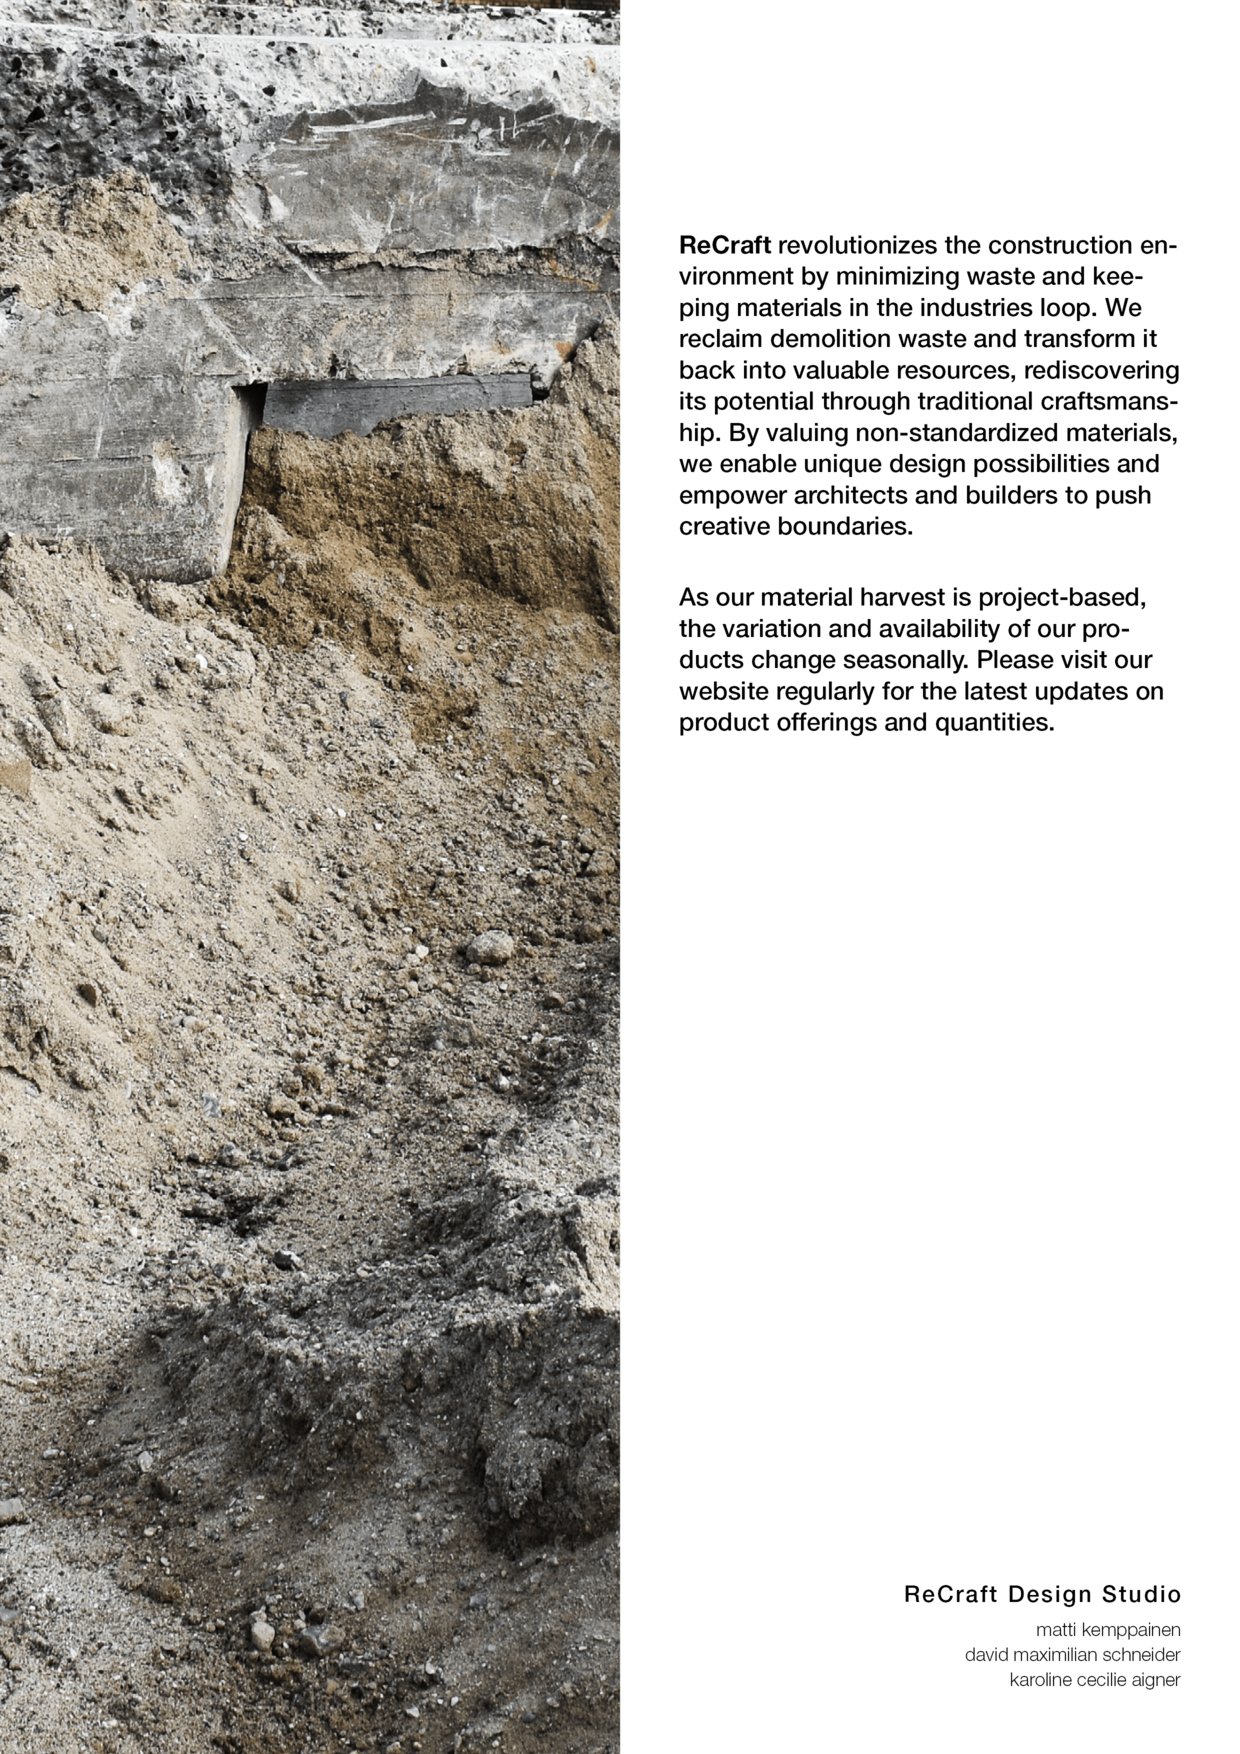 ReCraft revolutionizes the construction en-
vironment by minimizing waste and kee-
ping materials in the industries loop. We
reclaim demolition waste and transform it
back into valuable resources, rediscovering
its potential through traditional craftsmans-
hip. By valuing non-standardized materials,
we enable unique design possibilities and
empower architects and builders to push
creative boundaries.
As our material harvest is project-based,
the variation and availability of our pro-
ducts change seasonally. Please visit our
website regularly for the latest updates on
product offerings and quantities.
ReCraft Design Studio
matti kemppainen
david maximilian schneider
karoline cecilie aigner